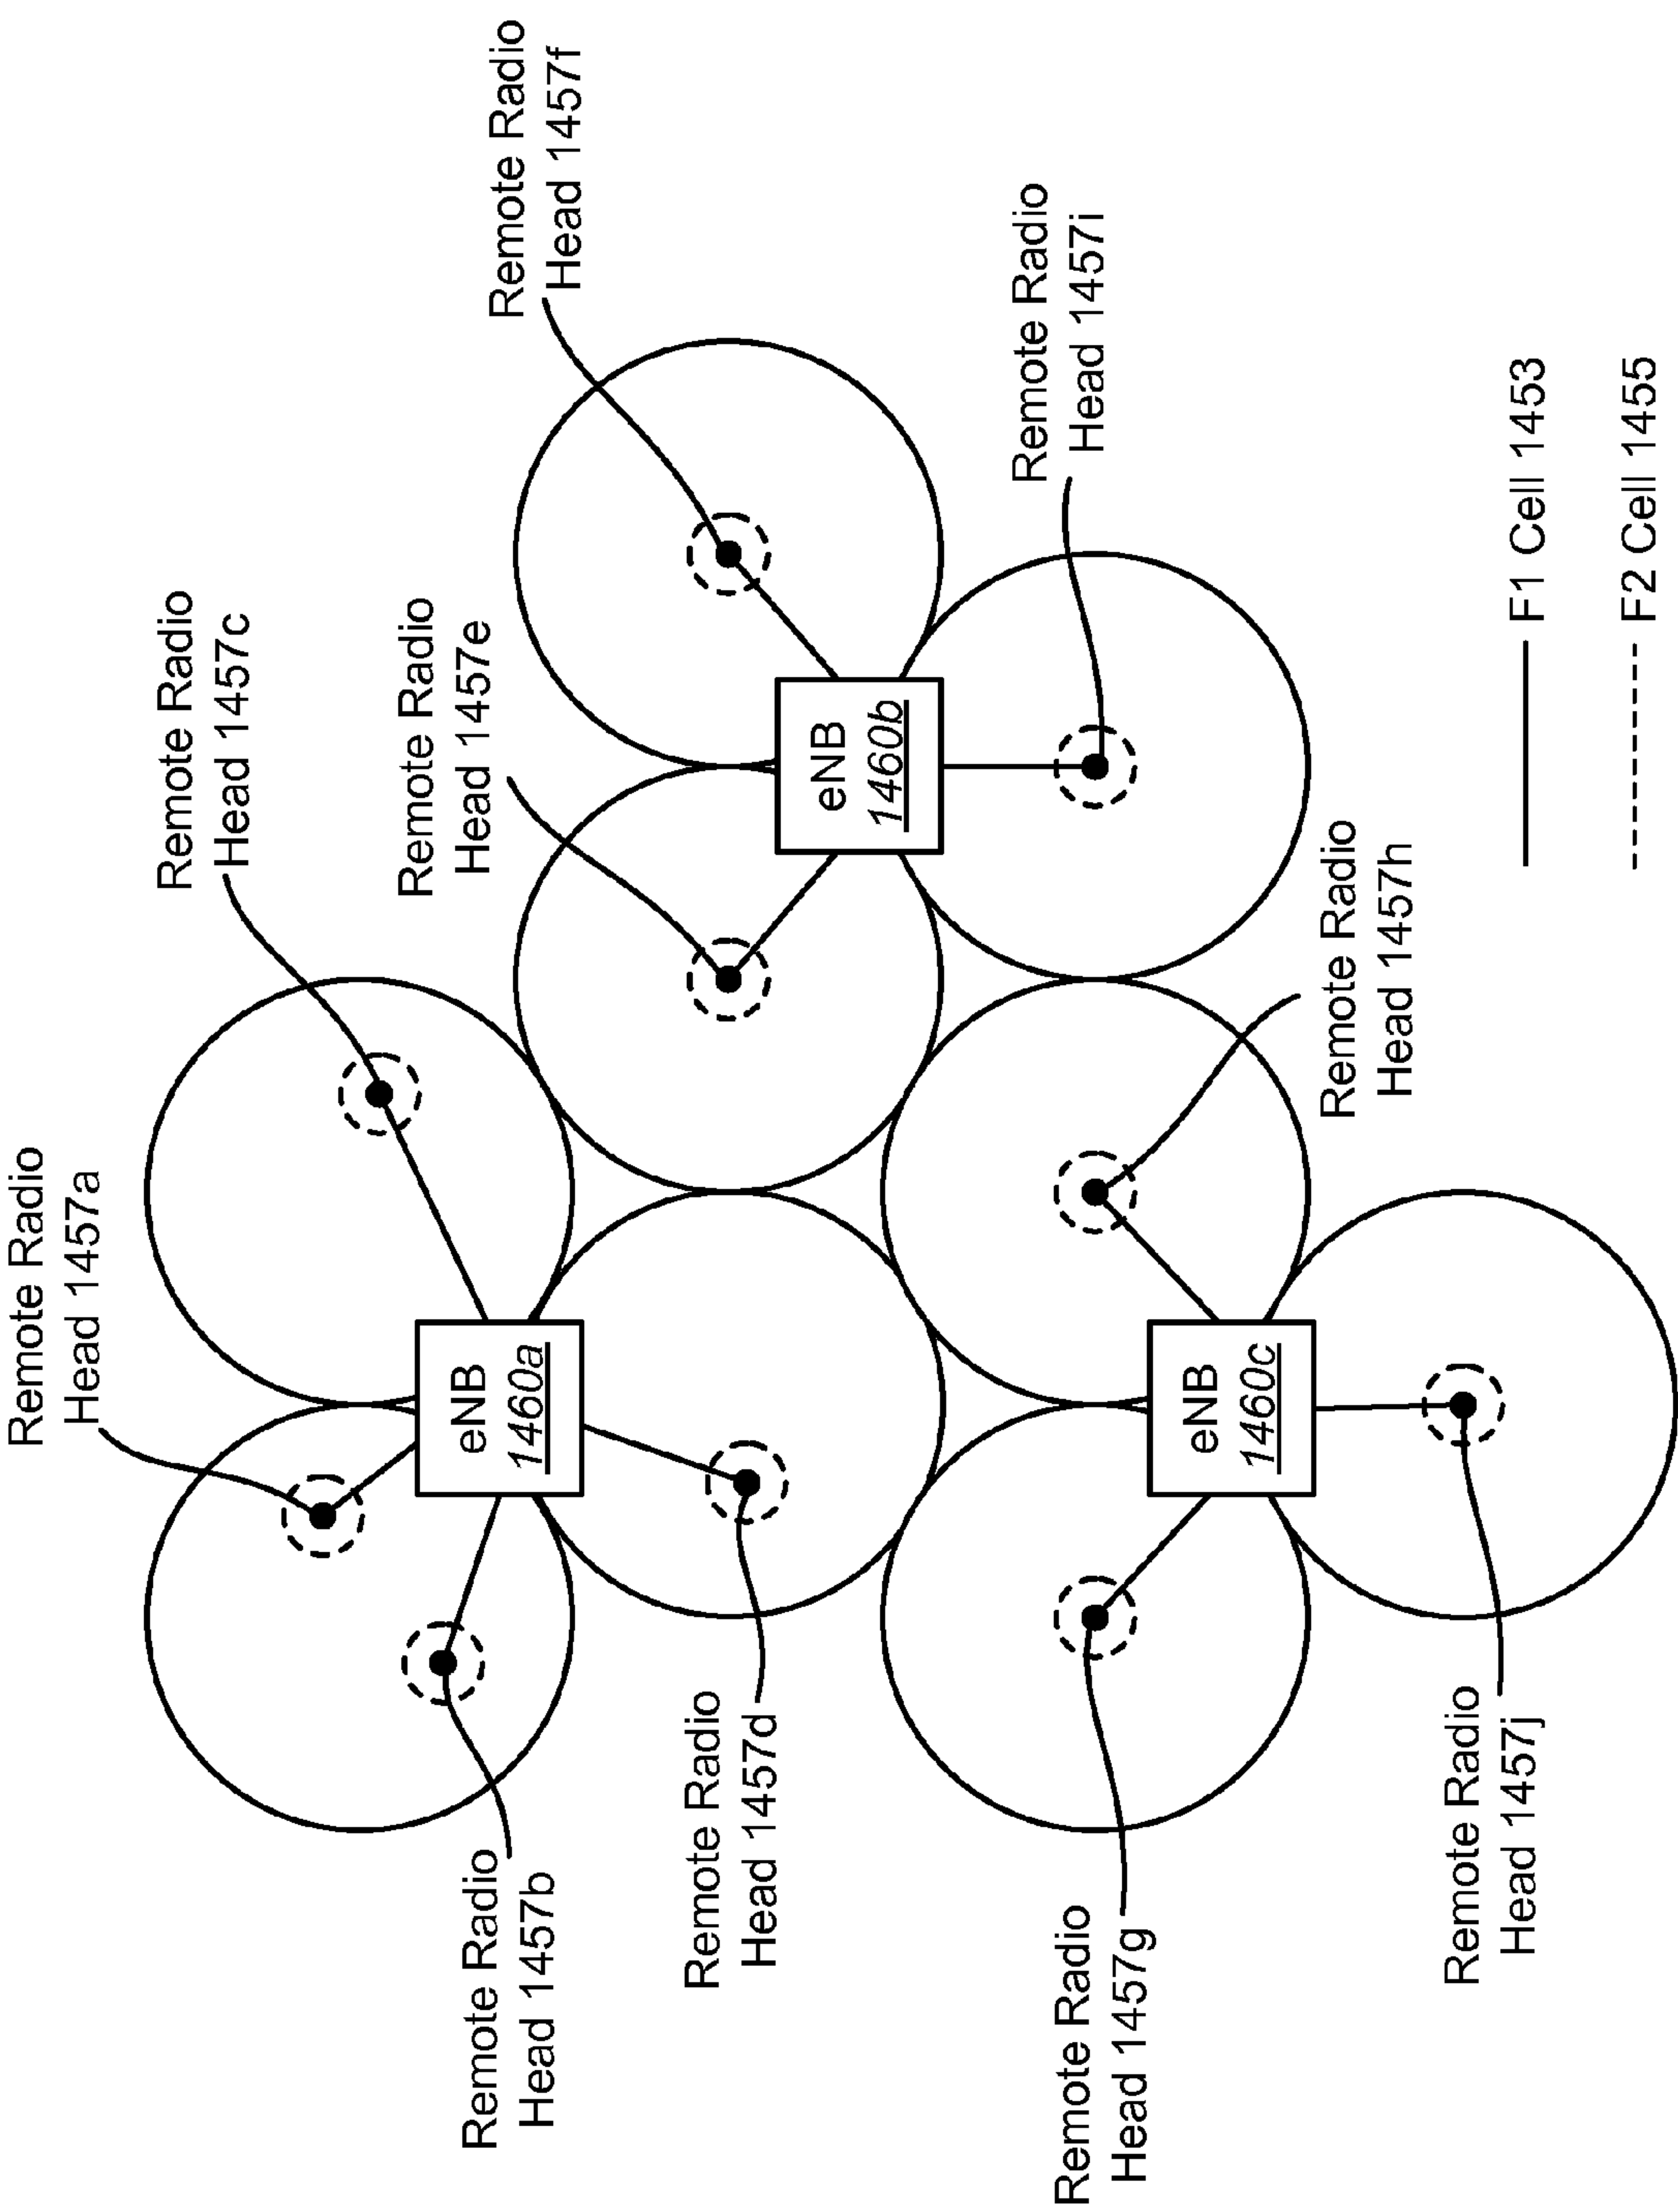 Remote Radio
Head 1457a
Remote Radio
Head 1457c
Remote Radio
Head 1457b
eNB
1460a
Remote Radio
Head 1457e
Remote Radio
Head 1457f
Remote Radio
Head 1457d
eNB
1460b
Remote Radio
Head 1457i
Remote Radio
Head 1457g
eNB
1460c
Remote Radio
Head 1457h
Remote Radio
Head 1457j
F1 Cell 1453
F2 Cell 1455